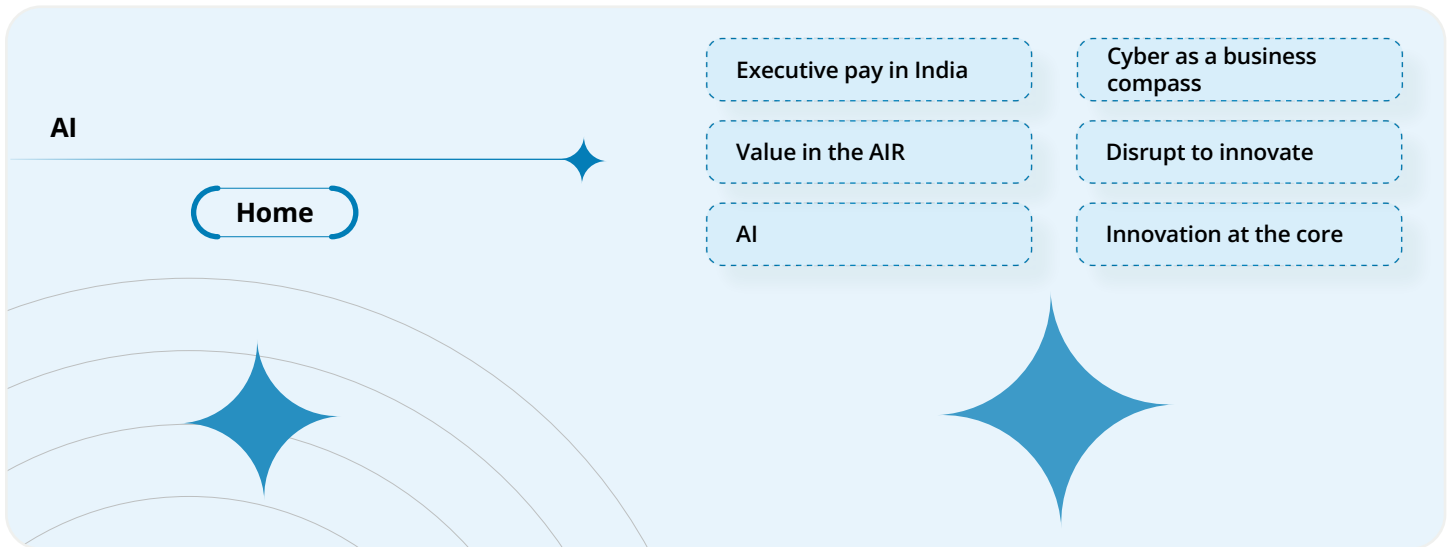 AI
Home
Executive pay in India
Cyber as a business
compass
Value in the AIR
Disrupt to innovate
AI
Innovation at the core